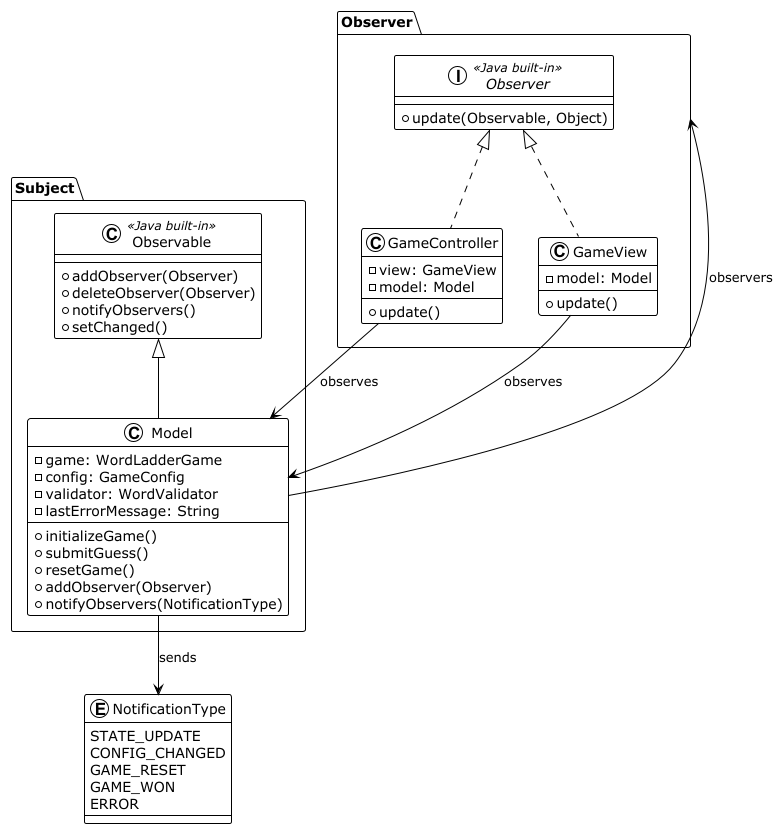 Observer
I
«Java built-in»
Observer
update(Observable, Object)
Subject
C
«Java built-in»
Observable
addObserver(Observer)
deleteObserver(Observer)
notifyObservers()
setChanged()
C GameController
view: GameView
model: Model
update()
C GameView
model: Model
update()
observers
observes
observes
C Model
game: WordLadderGame
config: GameConfig
validator: WordValidator
lastErrorMessage: String
initializeGame()
submitGuess()
resetGame()
addObserver(Observer)
notifyObservers(NotificationType)
sends
E NotificationType
STATE_UPDATE
CONFIG_CHANGED
GAME_RESET
GAME_WON
ERROR